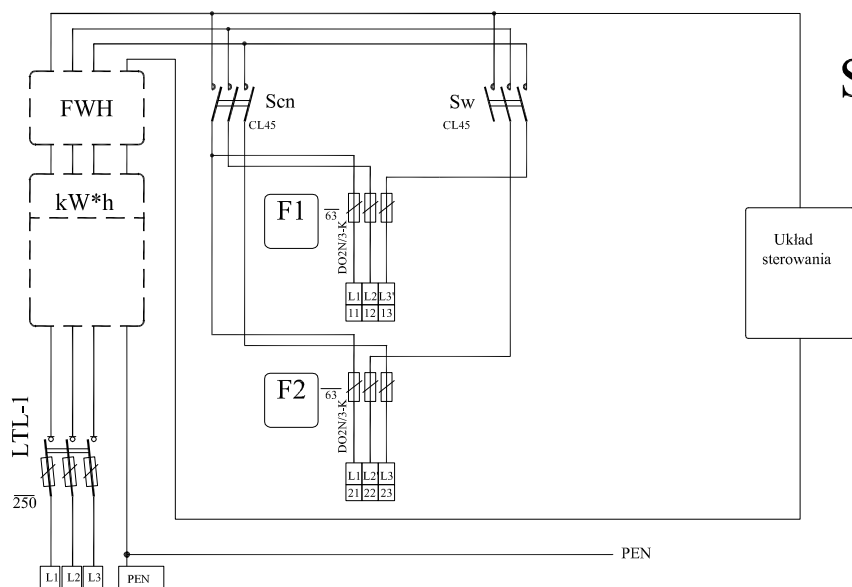 S
FWH
Scn
CL45
Sw
CL45
kW*h
F1
63
DO2N/3-K
Układ
sterowania
L1 L2 L3'
11 12 13
F2
63
DO2N/3-K
L1 L2' L3
21 22 23
LTL-1
250
PEN
L1 L2 L3 PEN